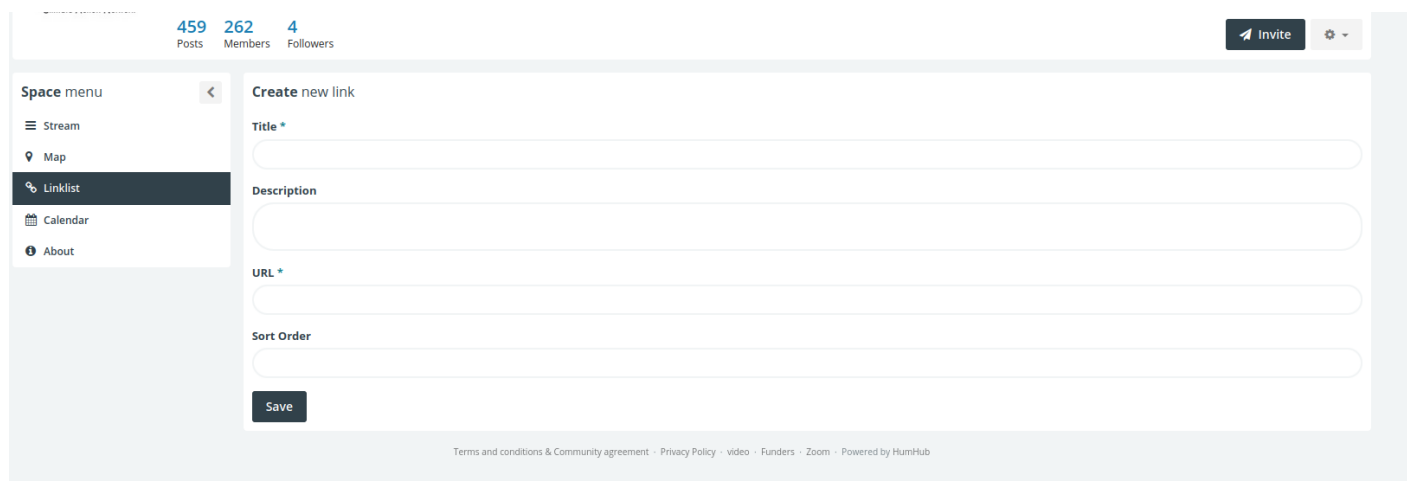 459 262 4
Posts Members Followers
Invite
Space menu
Stream
Map
Linklist
Calendar
About
Create new link
Title *
Description
URL *
Sort Order
Save
Terms and conditions & Community agreement · Privacy Policy · video · Funders · Zoom · Powered by HumHub